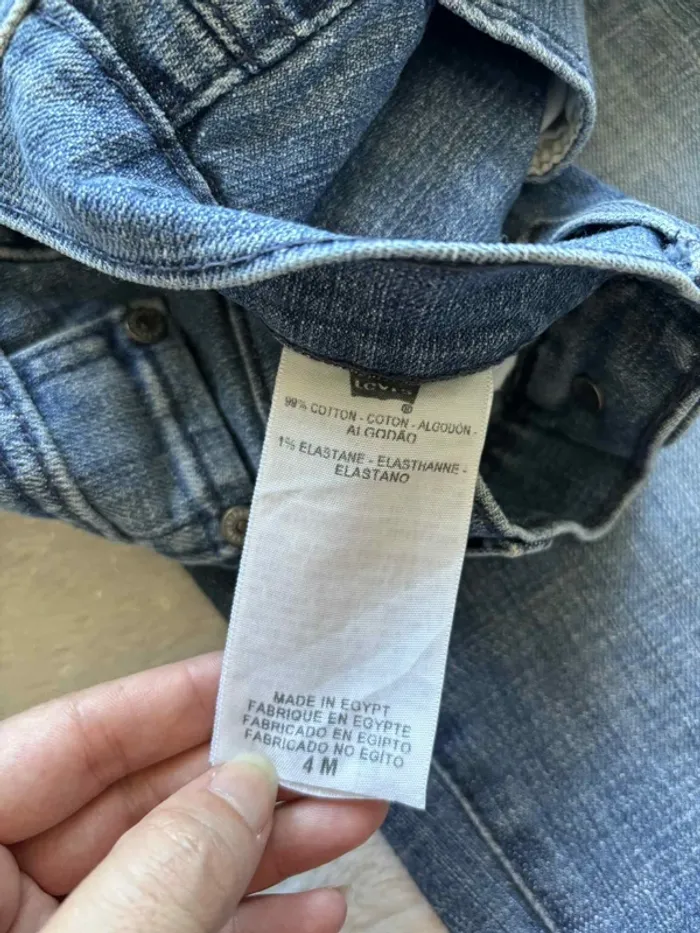 Levi's
®
99% COTTON - COTON - ALGODÓN -
ALGODÃO
1% ELASTANE - ELASTHANNE -
ELASTANO
MADE IN EGYPT
FABRIQUE EN EGYPTE
FABRICADO EN EGIPTO
FABRICADO NO EGITO
4 M